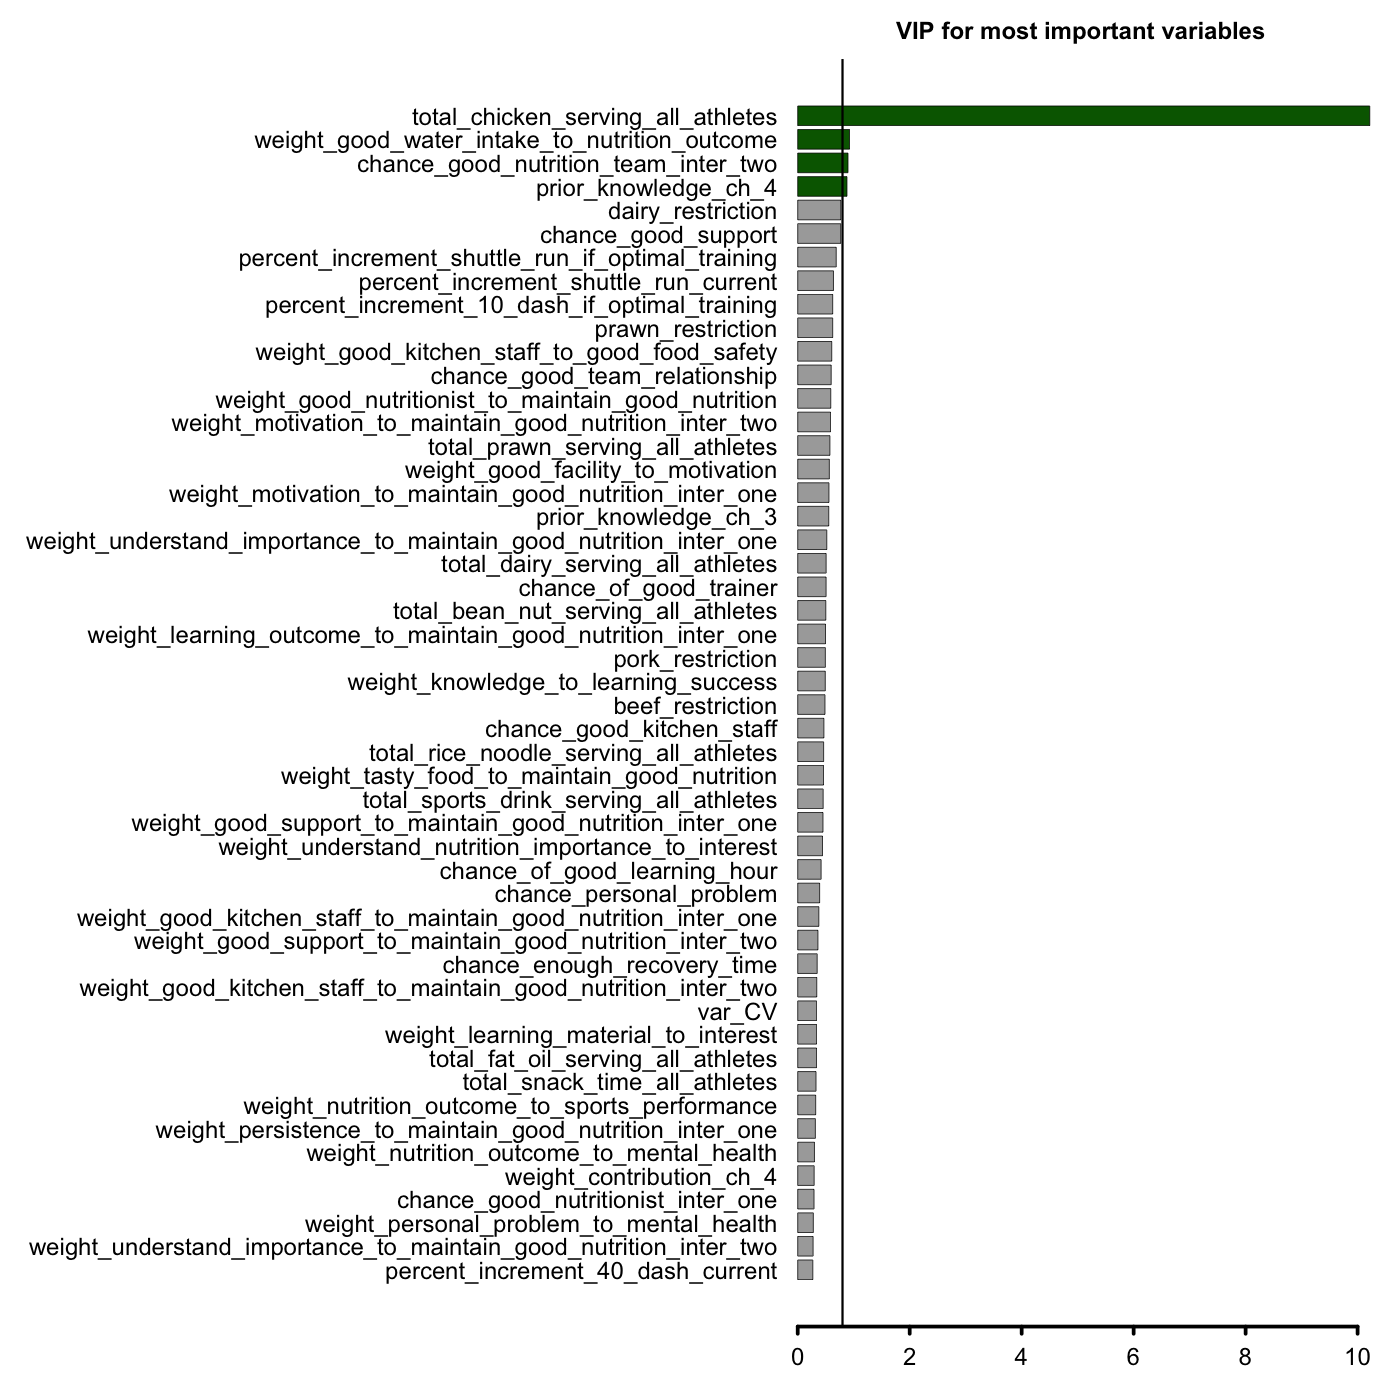 VIP for most important variables
total_chicken_serving_all_athletes
weight_good_water_intake_to_nutrition_outcome
chance_good_nutrition_team_inter_two
prior_knowledge_ch_4
dairy_restriction
chance_good_support
percent_increment_shuttle_run_if_optimal_training
percent_increment_shuttle_run_current
percent_increment_10_dash_if_optimal_training
prawn_restriction
weight_good_kitchen_staff_to_good_food_safety
chance_good_team_relationship
weight_good_nutritionist_to_maintain_good_nutrition
weight_motivation_to_maintain_good_nutrition_inter_two
total_prawn_serving_all_athletes
weight_good_facility_to_motivation
weight_motivation_to_maintain_good_nutrition_inter_one
prior_knowledge_ch_3
weight_understand_importance_to_maintain_good_nutrition_inter_one
total_dairy_serving_all_athletes
chance_of_good_trainer
total_bean_nut_serving_all_athletes
weight_learning_outcome_to_maintain_good_nutrition_inter_one
pork_restriction
weight_knowledge_to_learning_success
beef_restriction
chance_good_kitchen_staff
total_rice_noodle_serving_all_athletes
weight_tasty_food_to_maintain_good_nutrition
total_sports_drink_serving_all_athletes
weight_good_support_to_maintain_good_nutrition_inter_one
weight_understand_nutrition_importance_to_interest
chance_of_good_learning_hour
chance_personal_problem
weight_good_kitchen_staff_to_maintain_good_nutrition_inter_one
weight_good_support_to_maintain_good_nutrition_inter_two
chance_enough_recovery_time
weight_good_kitchen_staff_to_maintain_good_nutrition_inter_two
var_CV
weight_learning_material_to_interest
total_fat_oil_serving_all_athletes
total_snack_time_all_athletes
weight_nutrition_outcome_to_sports_performance
weight_persistence_to_maintain_good_nutrition_inter_one
weight_nutrition_outcome_to_mental_health
weight_contribution_ch_4
chance_good_nutritionist_inter_one
weight_personal_problem_to_mental_health
weight_understand_importance_to_maintain_good_nutrition_inter_two
percent_increment_40_dash_current
0 2 4 6 8 10